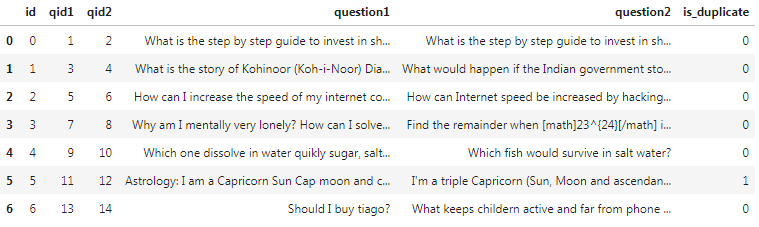 id qid1 qid2 question1 question2 is_duplicate
0 0 1 2 What is the step by step guide to invest in sh... What is the step by step guide to invest in sh... 0
1 1 3 4 What is the story of Kohinoor (Koh-i-Noor) Dia... What would happen if the Indian government sto... 0
2 2 5 6 How can I increase the speed of my internet co... How can Internet speed be increased by hacking... 0
3 3 7 8 Why am I mentally very lonely? How can I solve... Find the remainder when [math]23^{24}[/math] i... 0
4 4 9 10 Which one dissolve in water quikly sugar, salt... Which fish would survive in salt water? 0
5 5 11 12 Astrology: I am a Capricorn Sun Cap moon and c... I'm a triple Capricorn (Sun, Moon and ascendan... 1
6 6 13 14 Should I buy tiago? What keeps childern active and far from phone ... 0